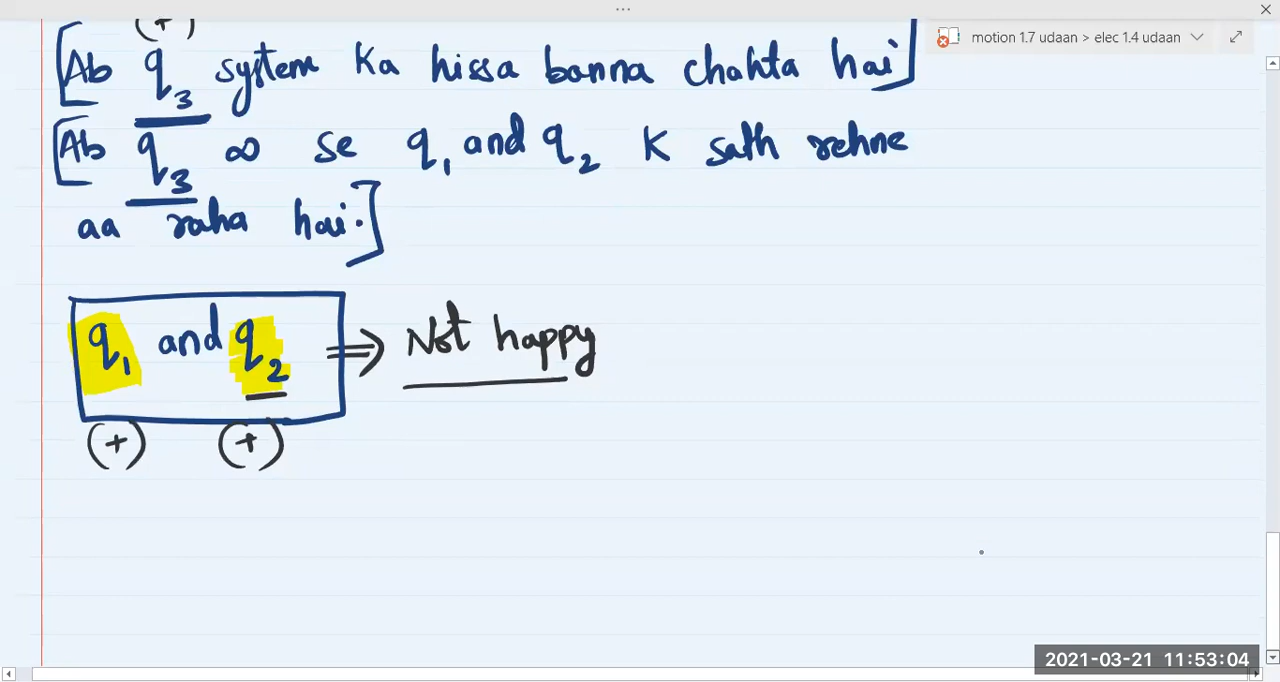 (+)
[Ab q₃ system Ka hissa banna chahta hai]
[Ab q₃ ∞ se q₁ and q₂ K sath rehne
aa raha hai.]
q₁ and q₂ ⇒ Not happy
(+) (+)
motion 1.7 udaan > elec 1.4 udaan
2021-03-21 11:53:04